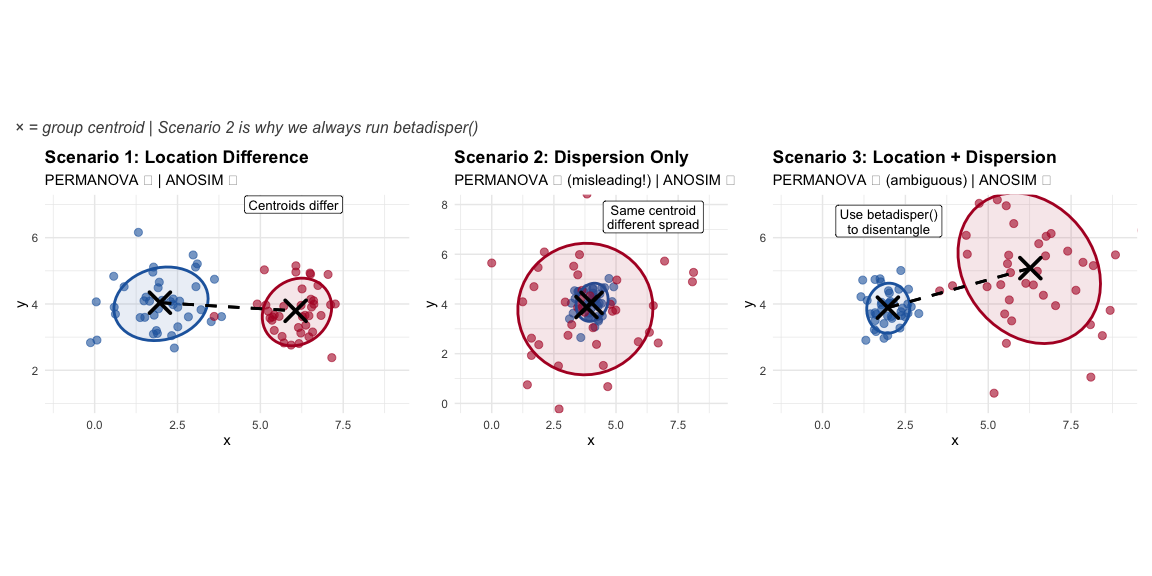 × = group centroid | Scenario 2 is why we always run betadisper()
Scenario 1: Location Difference
PERMANOVA □ | ANOSIM □
Centroids differ
y
6
4
2
0.0 2.5 5.0 7.5
x
Scenario 2: Dispersion Only
PERMANOVA □ (misleading!) | ANOSIM □
Same centroid
different spread
y
8
6
4
2
0
0.0 2.5 5.0 7.5
x
Scenario 3: Location + Dispersion
PERMANOVA □ (ambiguous) | ANOSIM □
Use betadisper()
to disentangle
y
6
4
2
0.0 2.5 5.0 7.5
x